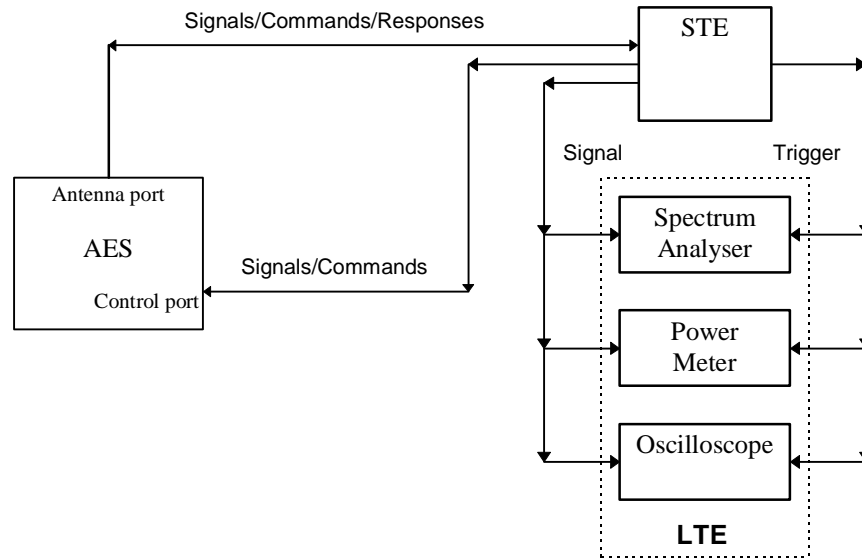 Signals/Commands/Responses
STE
Signal
Trigger
Antenna port
AES
Control port
Signals/Commands
Spectrum
Analyser
Power
Meter
Oscilloscope
LTE